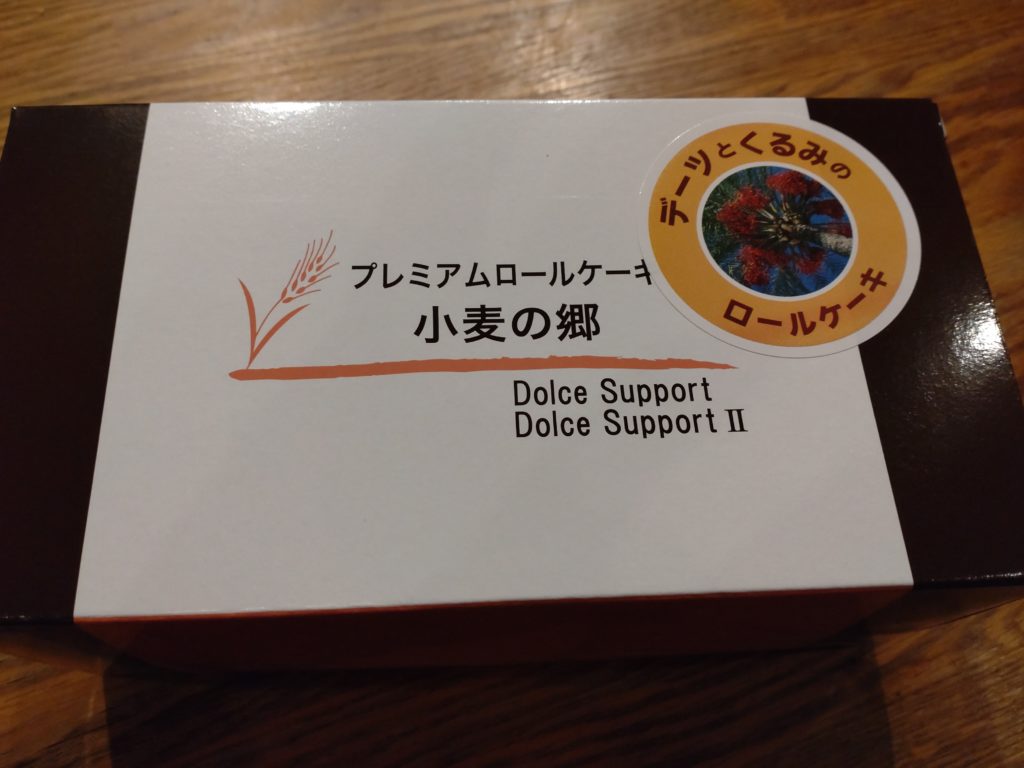 プレミアムロールケーキ
小麦の郷
Dolce Support
Dolce Support Ⅱ
デーツとくるみの
ロールケーキ